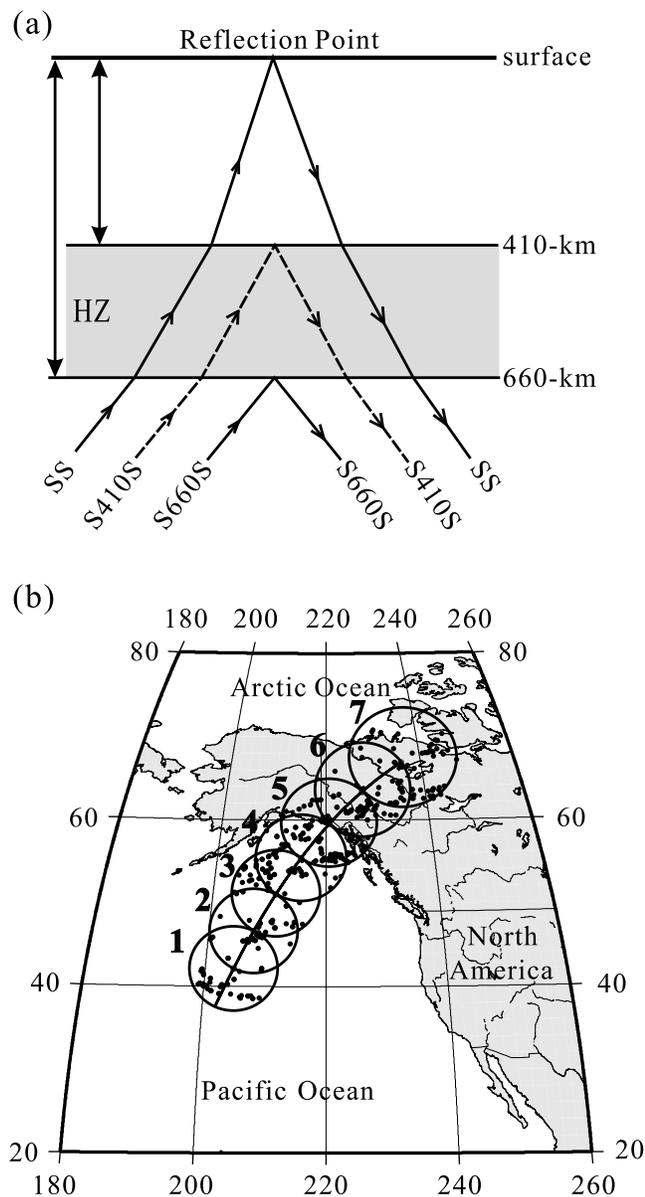 (a)
Reflection Point
surface
410-km
HZ
660-km
SS
S410S
S660S
S660S
S410S
SS
(b)
180 200 220 240 260
80 80
Arctic Ocean
7
6
5
60 60
4
3
2
1
North
America
40 40
Pacific Ocean
20 20
180 200 220 240 260